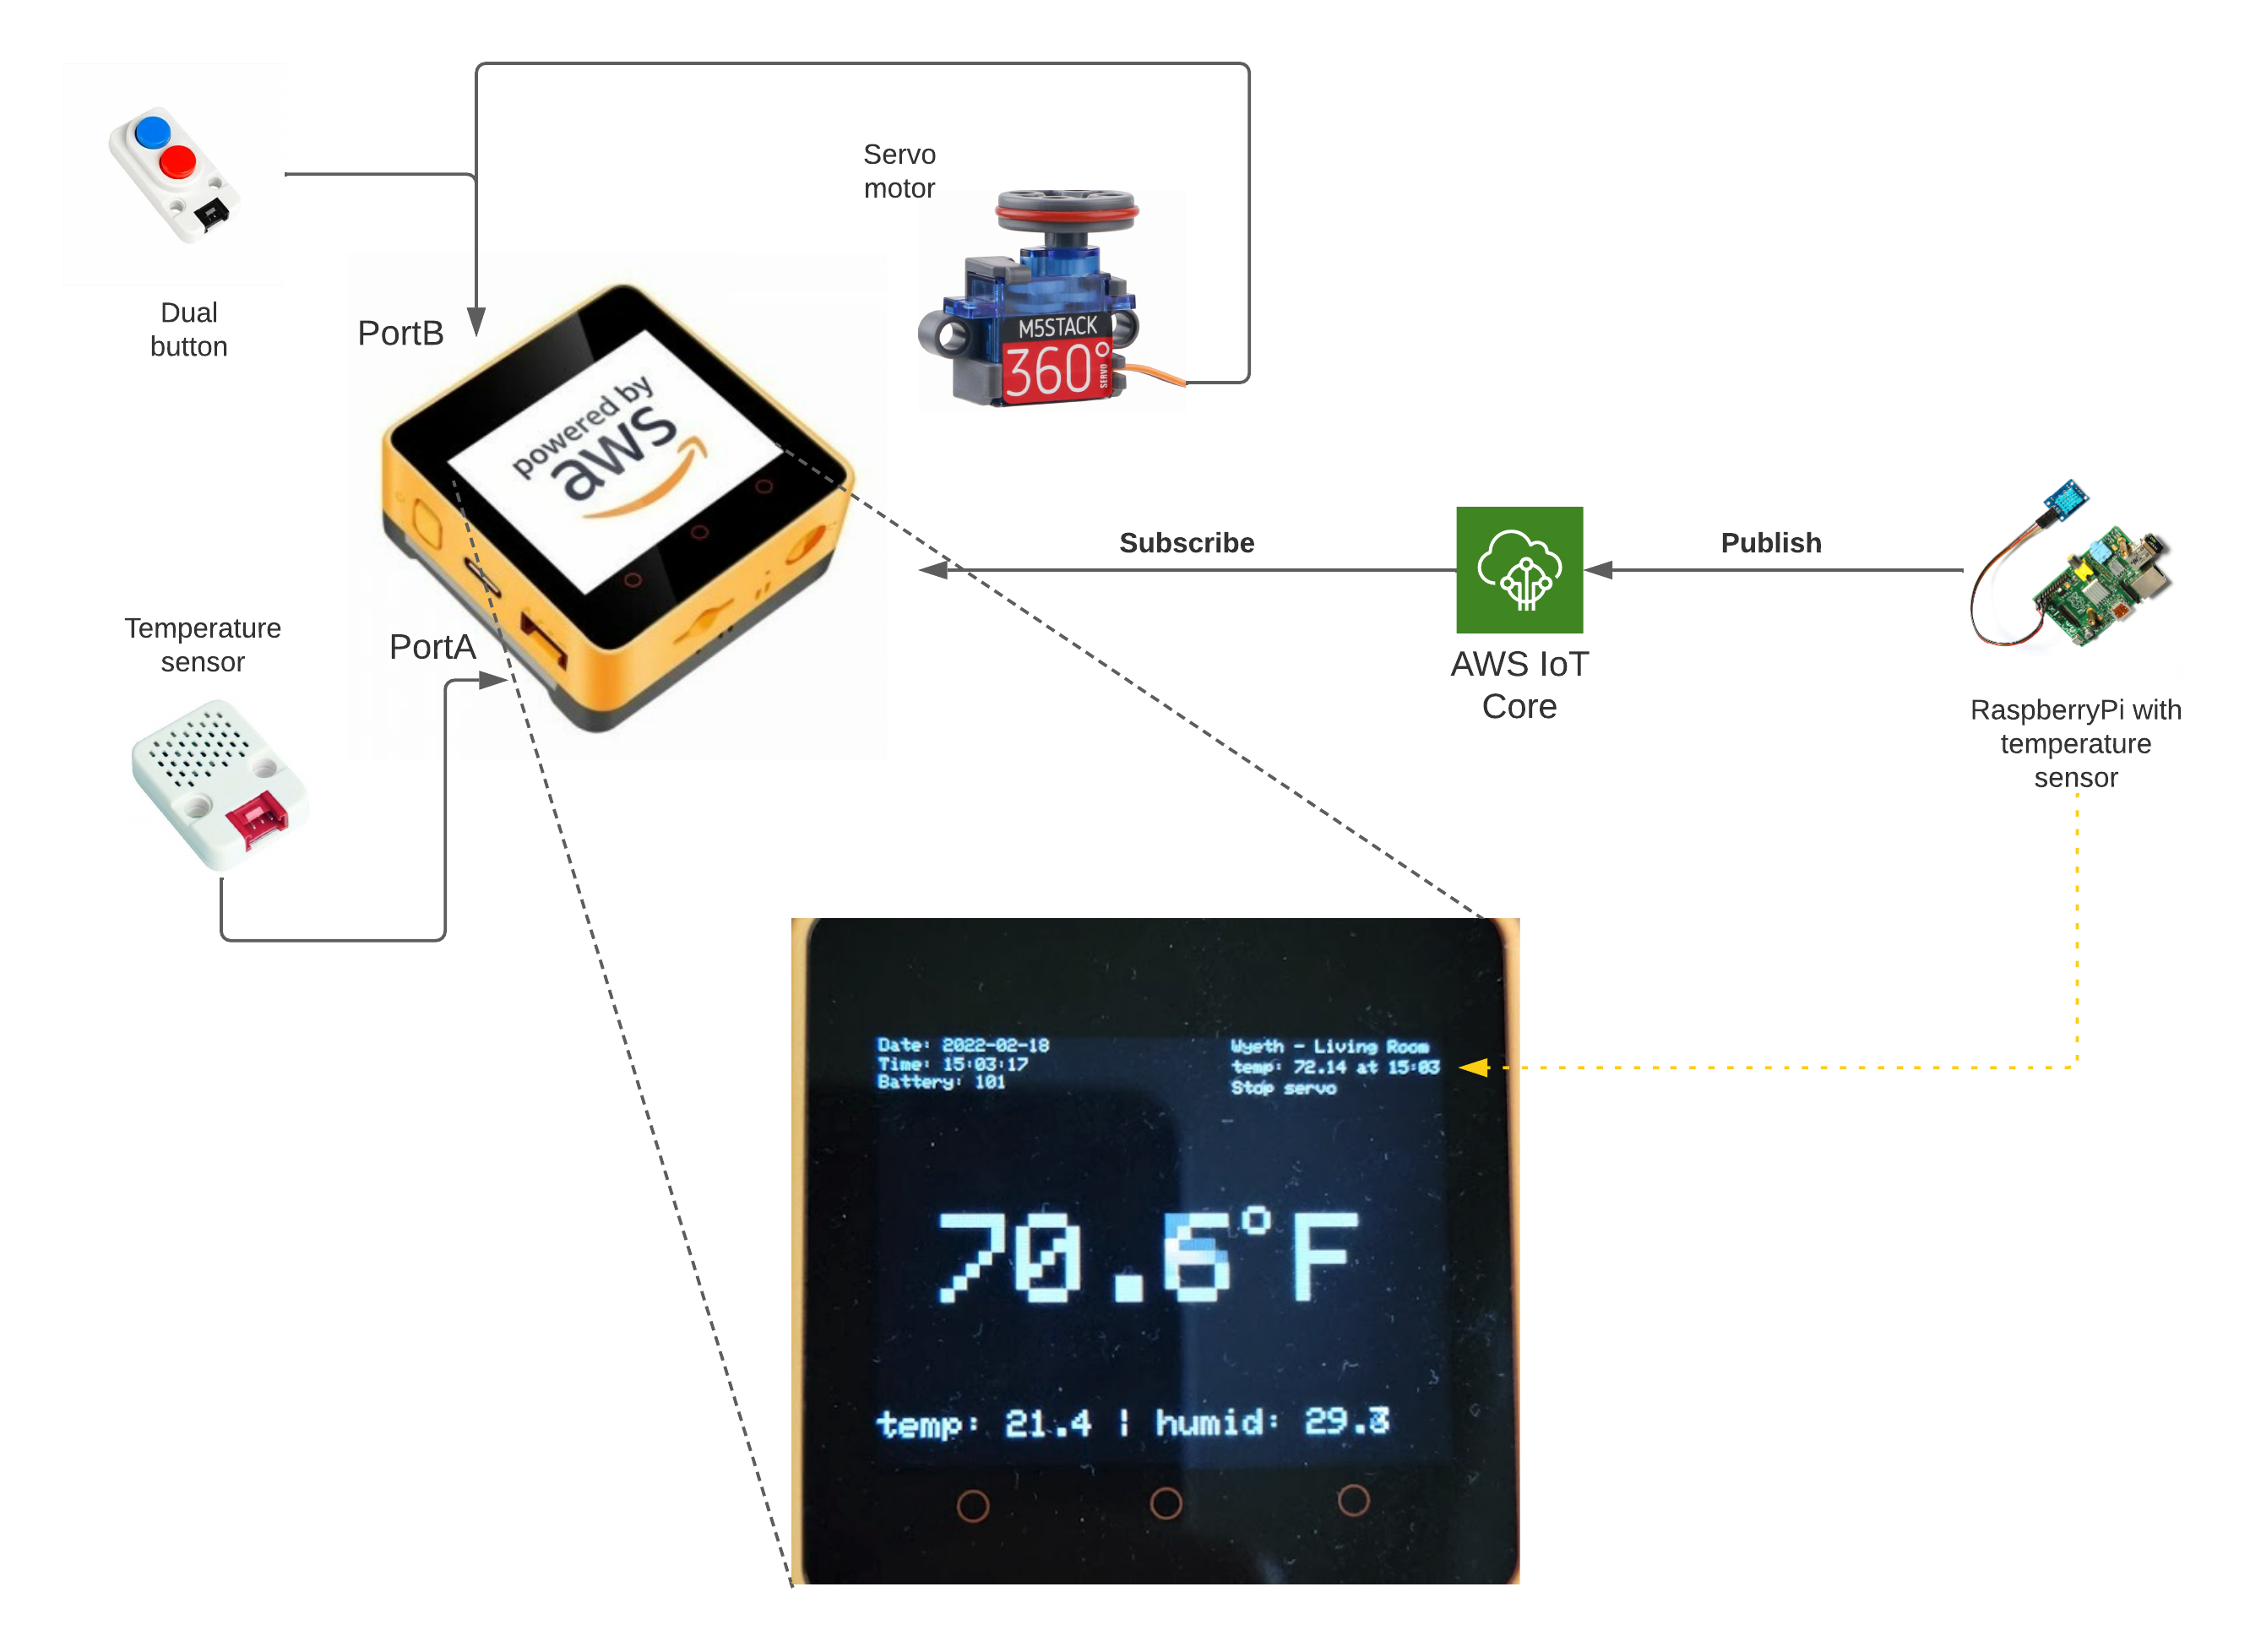 Servo
motor
Dual
button
PortB
powered by
aws
M5STACK
360°
SERVO
Subscribe
Publish
AWS IoT
Core
Temperature
sensor
PortA
RaspberryPi with
temperature
sensor
Date: 2022-02-18
Time: 15:03:17
Battery: 101
Wyeth - Living Room
temp: 72.14 at 15:03
Stop servo
70.6°F
temp: 21.4 | humid: 29.3